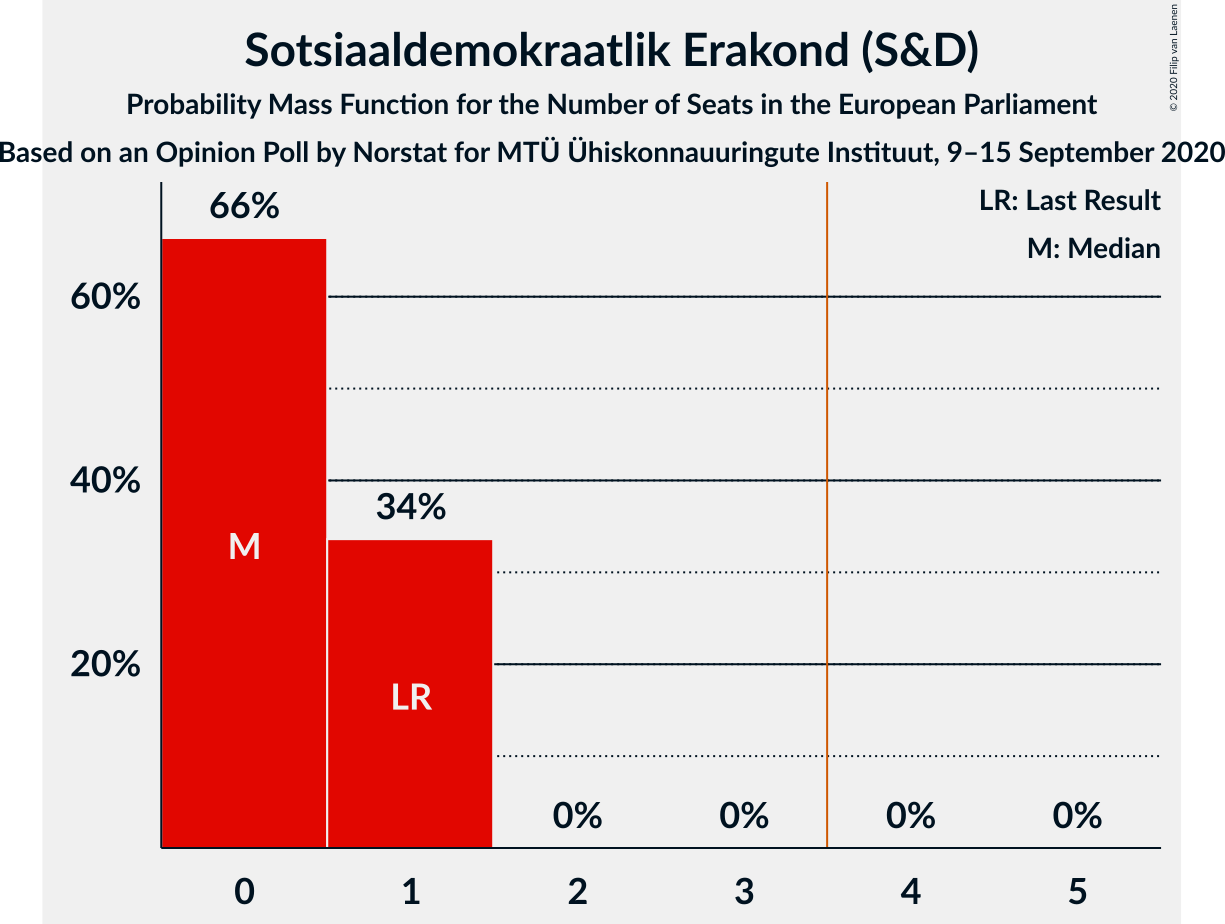 Sotsiaaldemokraatlik Erakond (S&D)
Probability Mass Function for the Number of Seats in the European Parliament
Based on an Opinion Poll by Norstat for MTÜ Ühiskonnauuringute Instituut, 9–15 September 2020
© 2020 Filip van Laenen
LR: Last Result
M: Median
66%
60%
40%
34%
M
20%
LR
0% 0% 0% 0%
0 1 2 3 4 5